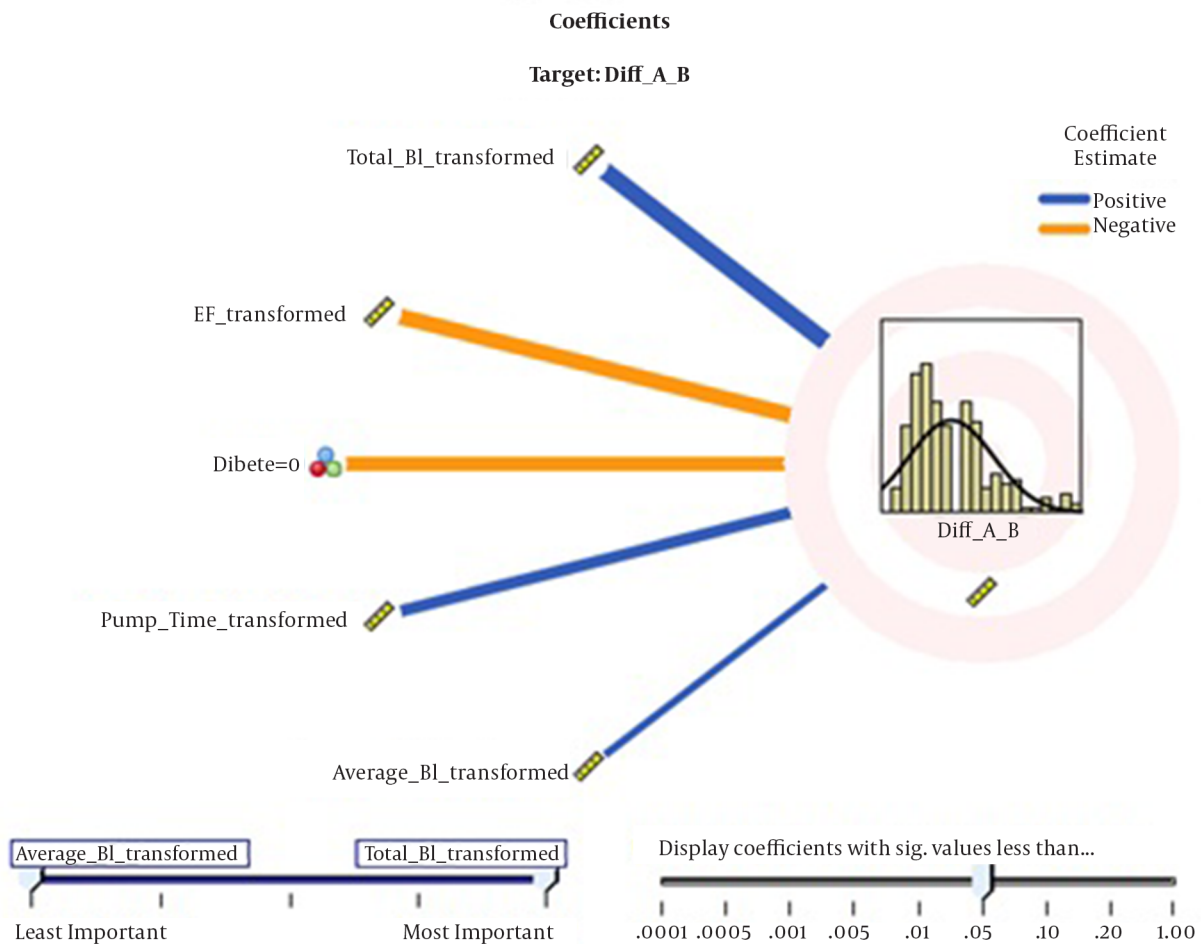 Coefficients
Target: Diff_A_B
Total_Bl_transformed
Coefficient
Estimate
Positive
Negative
EF_transformed
Dibete=0
Diff_A_B
Pump_Time_transformed
Average_Bl_transformed
Average_Bl_transformed
Total_Bl_transformed
Least Important
Most Important
Display coefficients with sig. values less than...
.0001 .0005 .001 .005 .01 .05 .10 .20 1.00